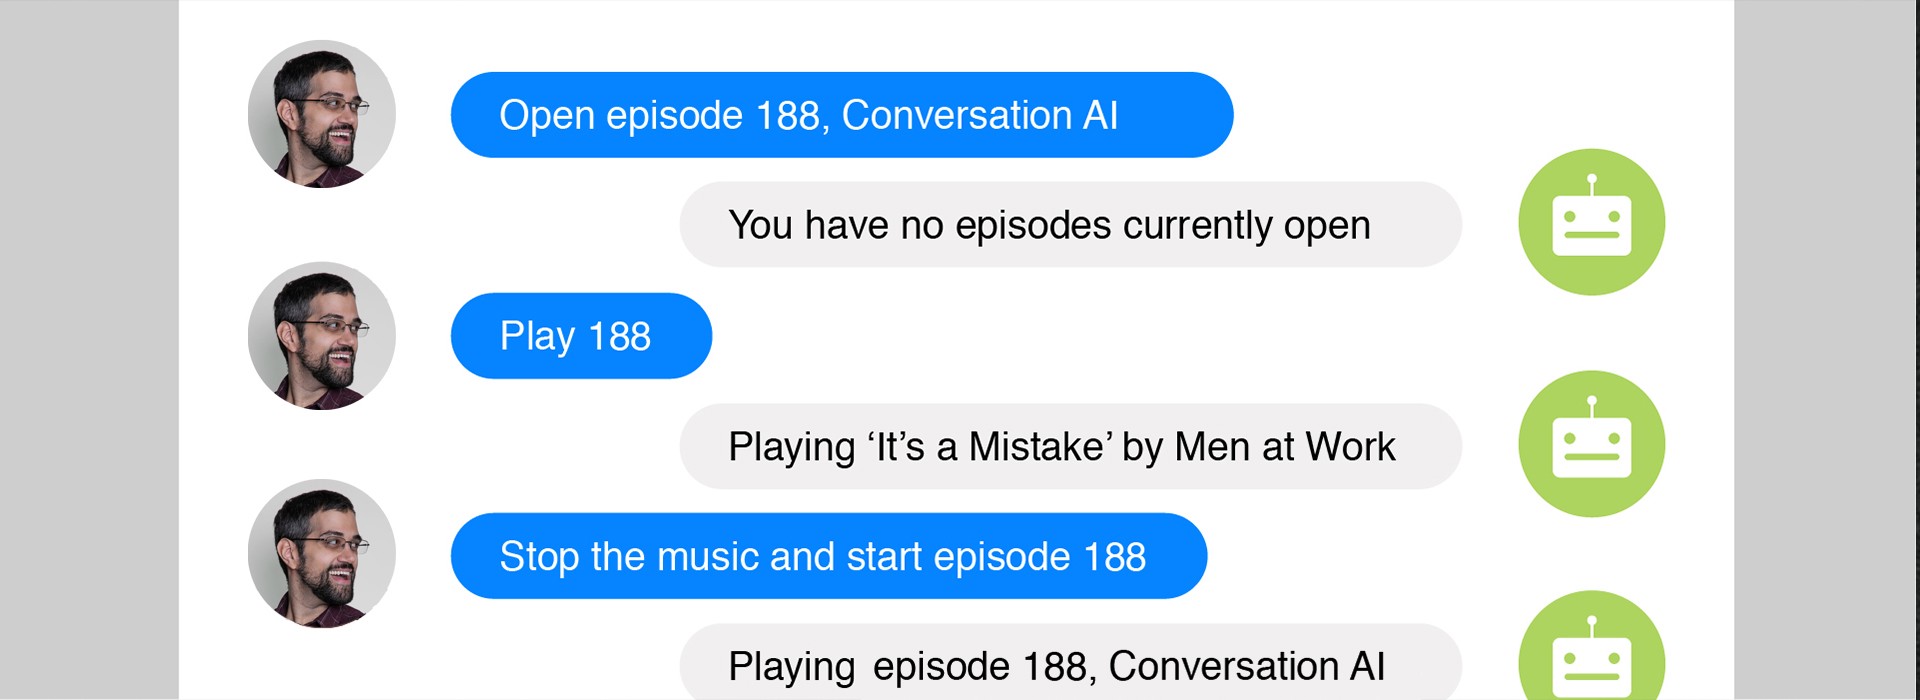 Open episode 188, Conversation AI
You have no episodes currently open
Play 188
Playing ‘It’s a Mistake’ by Men at Work
Stop the music and start episode 188
Playing episode 188, Conversation AI